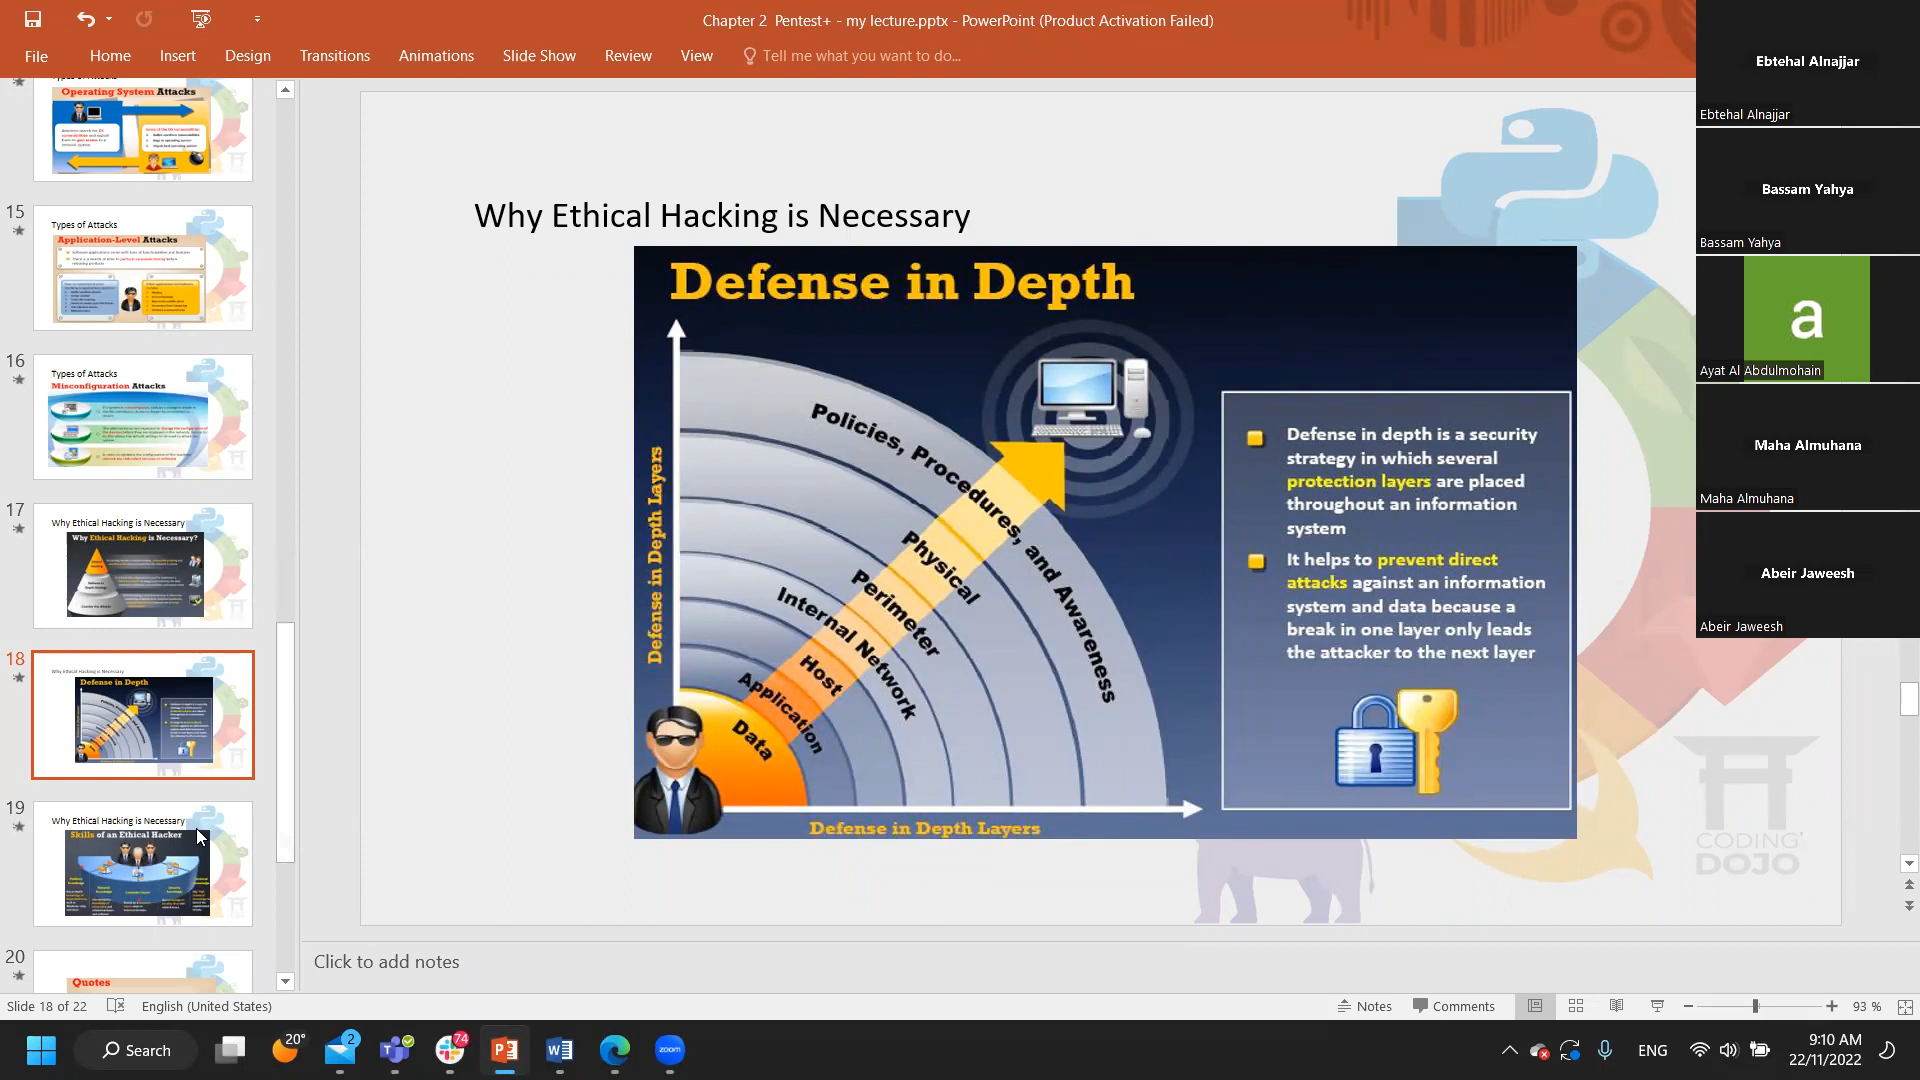 Chapter 2 Pentest+ - my lecture.pptx - PowerPoint (Product Activation Failed)
File Home Insert Design Transitions Animations Slide Show Review View Tell me what you want to do...
Operating System Attacks
15
Types of Attacks
Application-Level Attacks
16
Types of Attacks
Misconfiguration Attacks
17
Why Ethical Hacking is Necessary
Why Ethical Hacking is Necessary?
18
Why Ethical Hacking is Necessary
Defense in Depth
19
Why Ethical Hacking is Necessary
Skills of an Ethical Hacker
20
Quotes
Why Ethical Hacking is Necessary
Defense in Depth
Defense in Depth Layers
Policies, Procedures, and Awareness
Physical
Perimeter
Internal Network
Host
Application
Data
Defense in Depth Layers
Defense in depth is a security
strategy in which several
protection layers are placed
throughout an information
system
It helps to prevent direct
attacks against an information
system and data because a
break in one layer only leads
the attacker to the next layer
CODING
DOJO
Ebtehal Alnajjar
Ebtehal Alnajjar
Bassam Yahya
Bassam Yahya
a
Ayat Al Abdulmohain
Maha Almuhana
Maha Almuhana
Abeir Jaweesh
Abeir Jaweesh
Click to add notes
Slide 18 of 22 English (United States) Notes Comments 93 %
Search 20° 2 74 zoom ENG 9:10 AM
22/11/2022